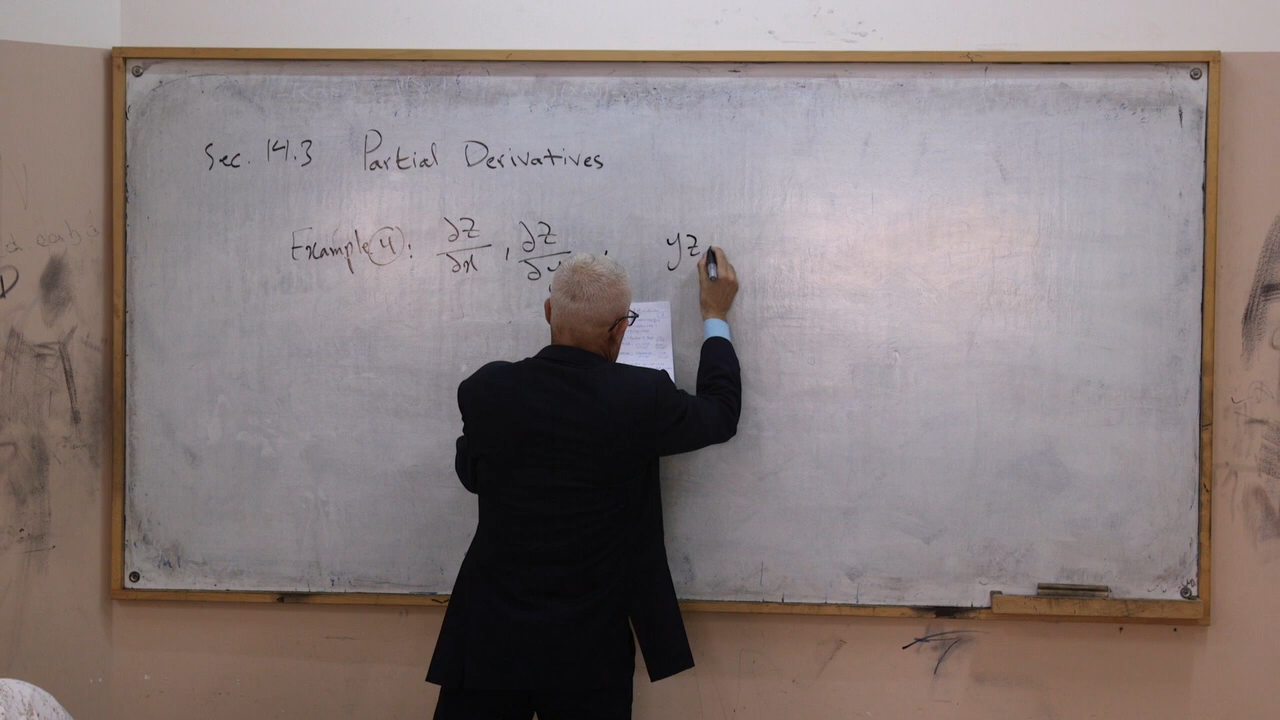 Sec. 14.3 Partial Derivatives
Example 4: ∂z/∂x , ∂z/∂y : yz